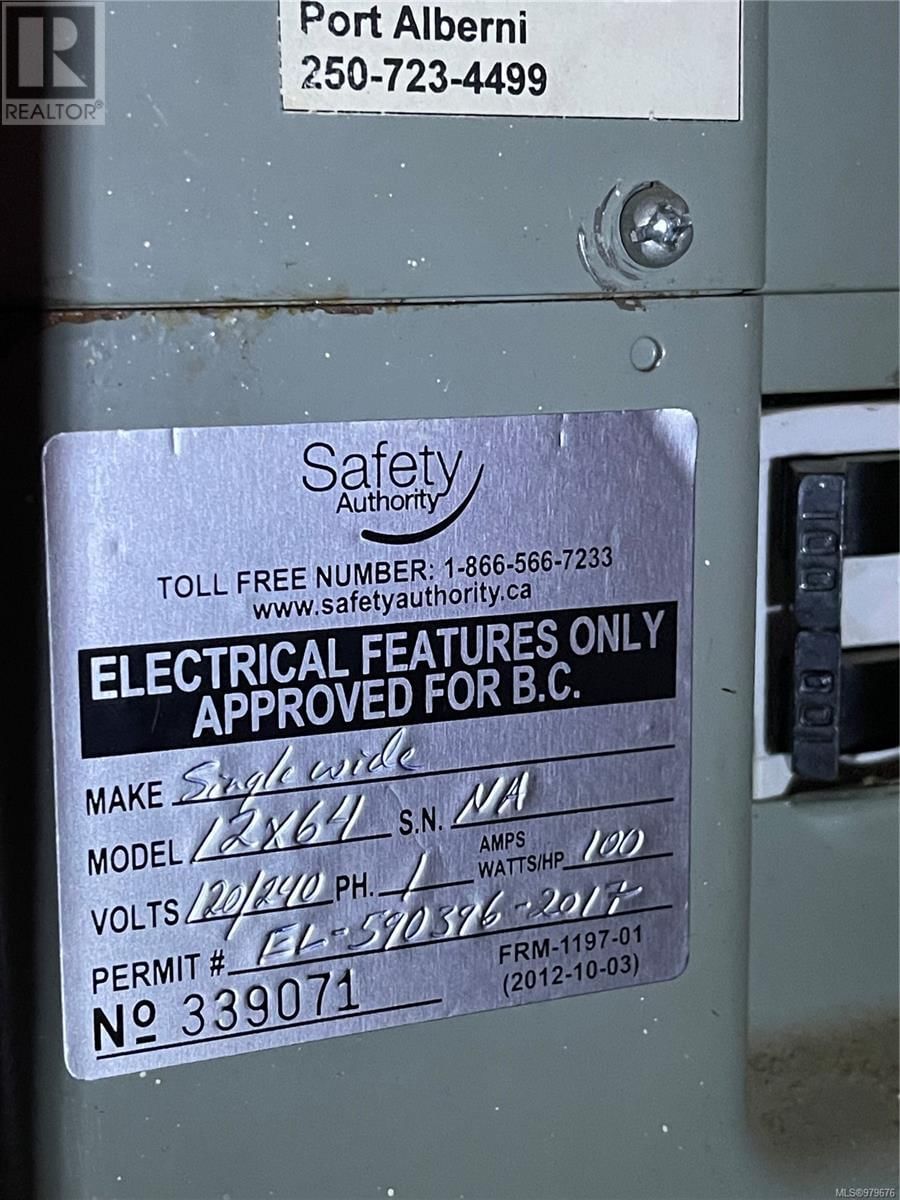 REALTOR®
Port Alberni
250-723-4499
Safety
Authority
TOLL FREE NUMBER: 1-866-566-7233
www.safetyauthority.ca
ELECTRICAL FEATURES ONLY
APPROVED FOR B.C.
MAKE Single wide
MODEL 12x64 S.N. NA
VOLTS 120/240 PH. 1 AMPS WATTS/HP 100
PERMIT # EL-590396-2017
FRM-1197-01
(2012-10-03)
Nº 339071
100
100
MLS®979676